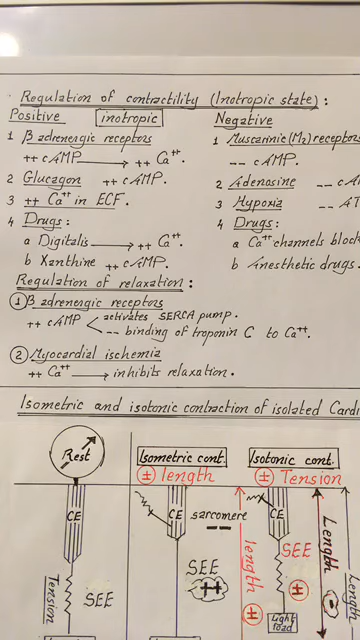 Regulation of contractility (Inotropic state) :
Positive inotropic Negative
1 β adrenergic receptors
++ cAMP → ++ Ca++.
2 Glucagon ++ cAMP.
3 ++ Ca++ in ECF.
4 Drugs :
a Digitalis → ++ Ca++.
b Xanthine ++ cAMP.
1 Muscarinic (M2) receptors
-- cAMP.
2 Adenosine -- cA
3 Hypoxia -- AT
4 Drugs :
a Ca++ channels block
b Anesthetic drugs.
Regulation of relaxation :
1 β adrenergic receptors
++ cAMP < activates SERCA pump.
-- binding of troponin C to Ca++.
2 Myocardial ischemia
++ Ca++ → inhibits relaxation.
Isometric and isotonic contraction of isolated Cardi
Rest
CE
Tension
SEE
Isometric cont.
± length
CE
sarcomere
--
SEE
++
Isotonic cont.
± Tension
CE
SEE
+
Light load
length
+
Length
-
Length